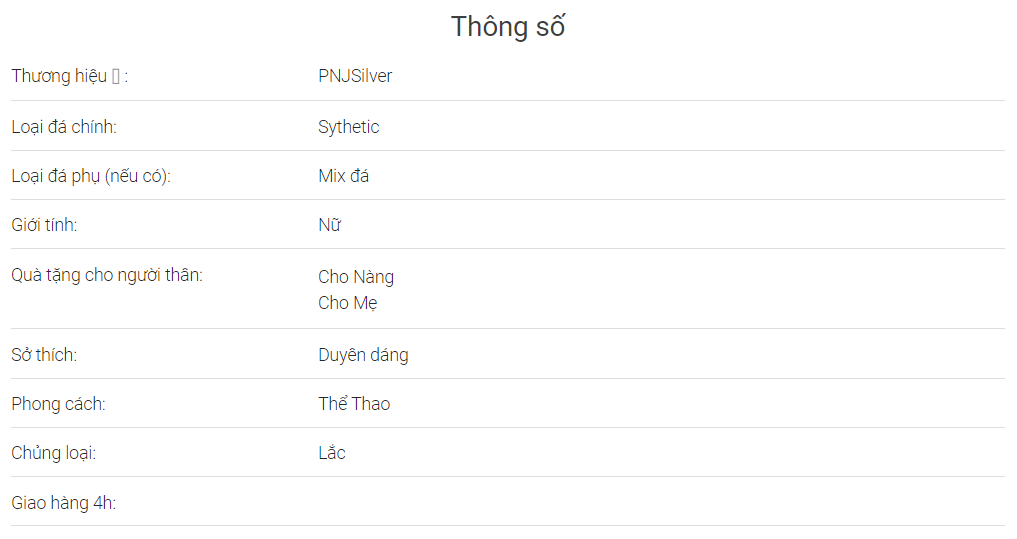 Thông số
Thương hiệu ▯ : PNJSilver
Loại đá chính: Sythetic
Loại đá phụ (nếu có): Mix đá
Giới tính: Nữ
Quà tặng cho người thân: Cho Nàng
Cho Mẹ
Sở thích: Duyên dáng
Phong cách: Thể Thao
Chủng loại: Lắc
Giao hàng 4h: